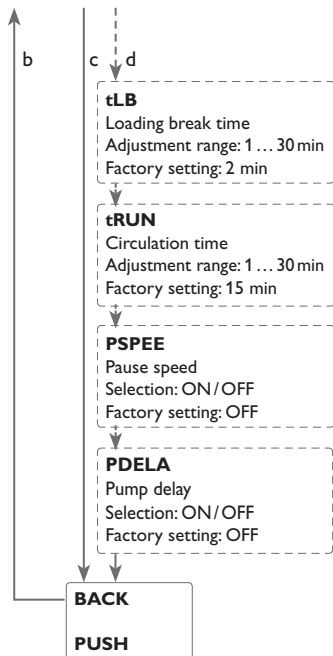 b c d
tLB
Loading break time
Adjustment range: 1 … 30 min
Factory setting: 2 min
tRUN
Circulation time
Adjustment range: 1 … 30 min
Factory setting: 15 min
PSPEE
Pause speed
Selection: ON / OFF
Factory setting: OFF
PDELA
Pump delay
Selection: ON / OFF
Factory setting: OFF
BACK
PUSH